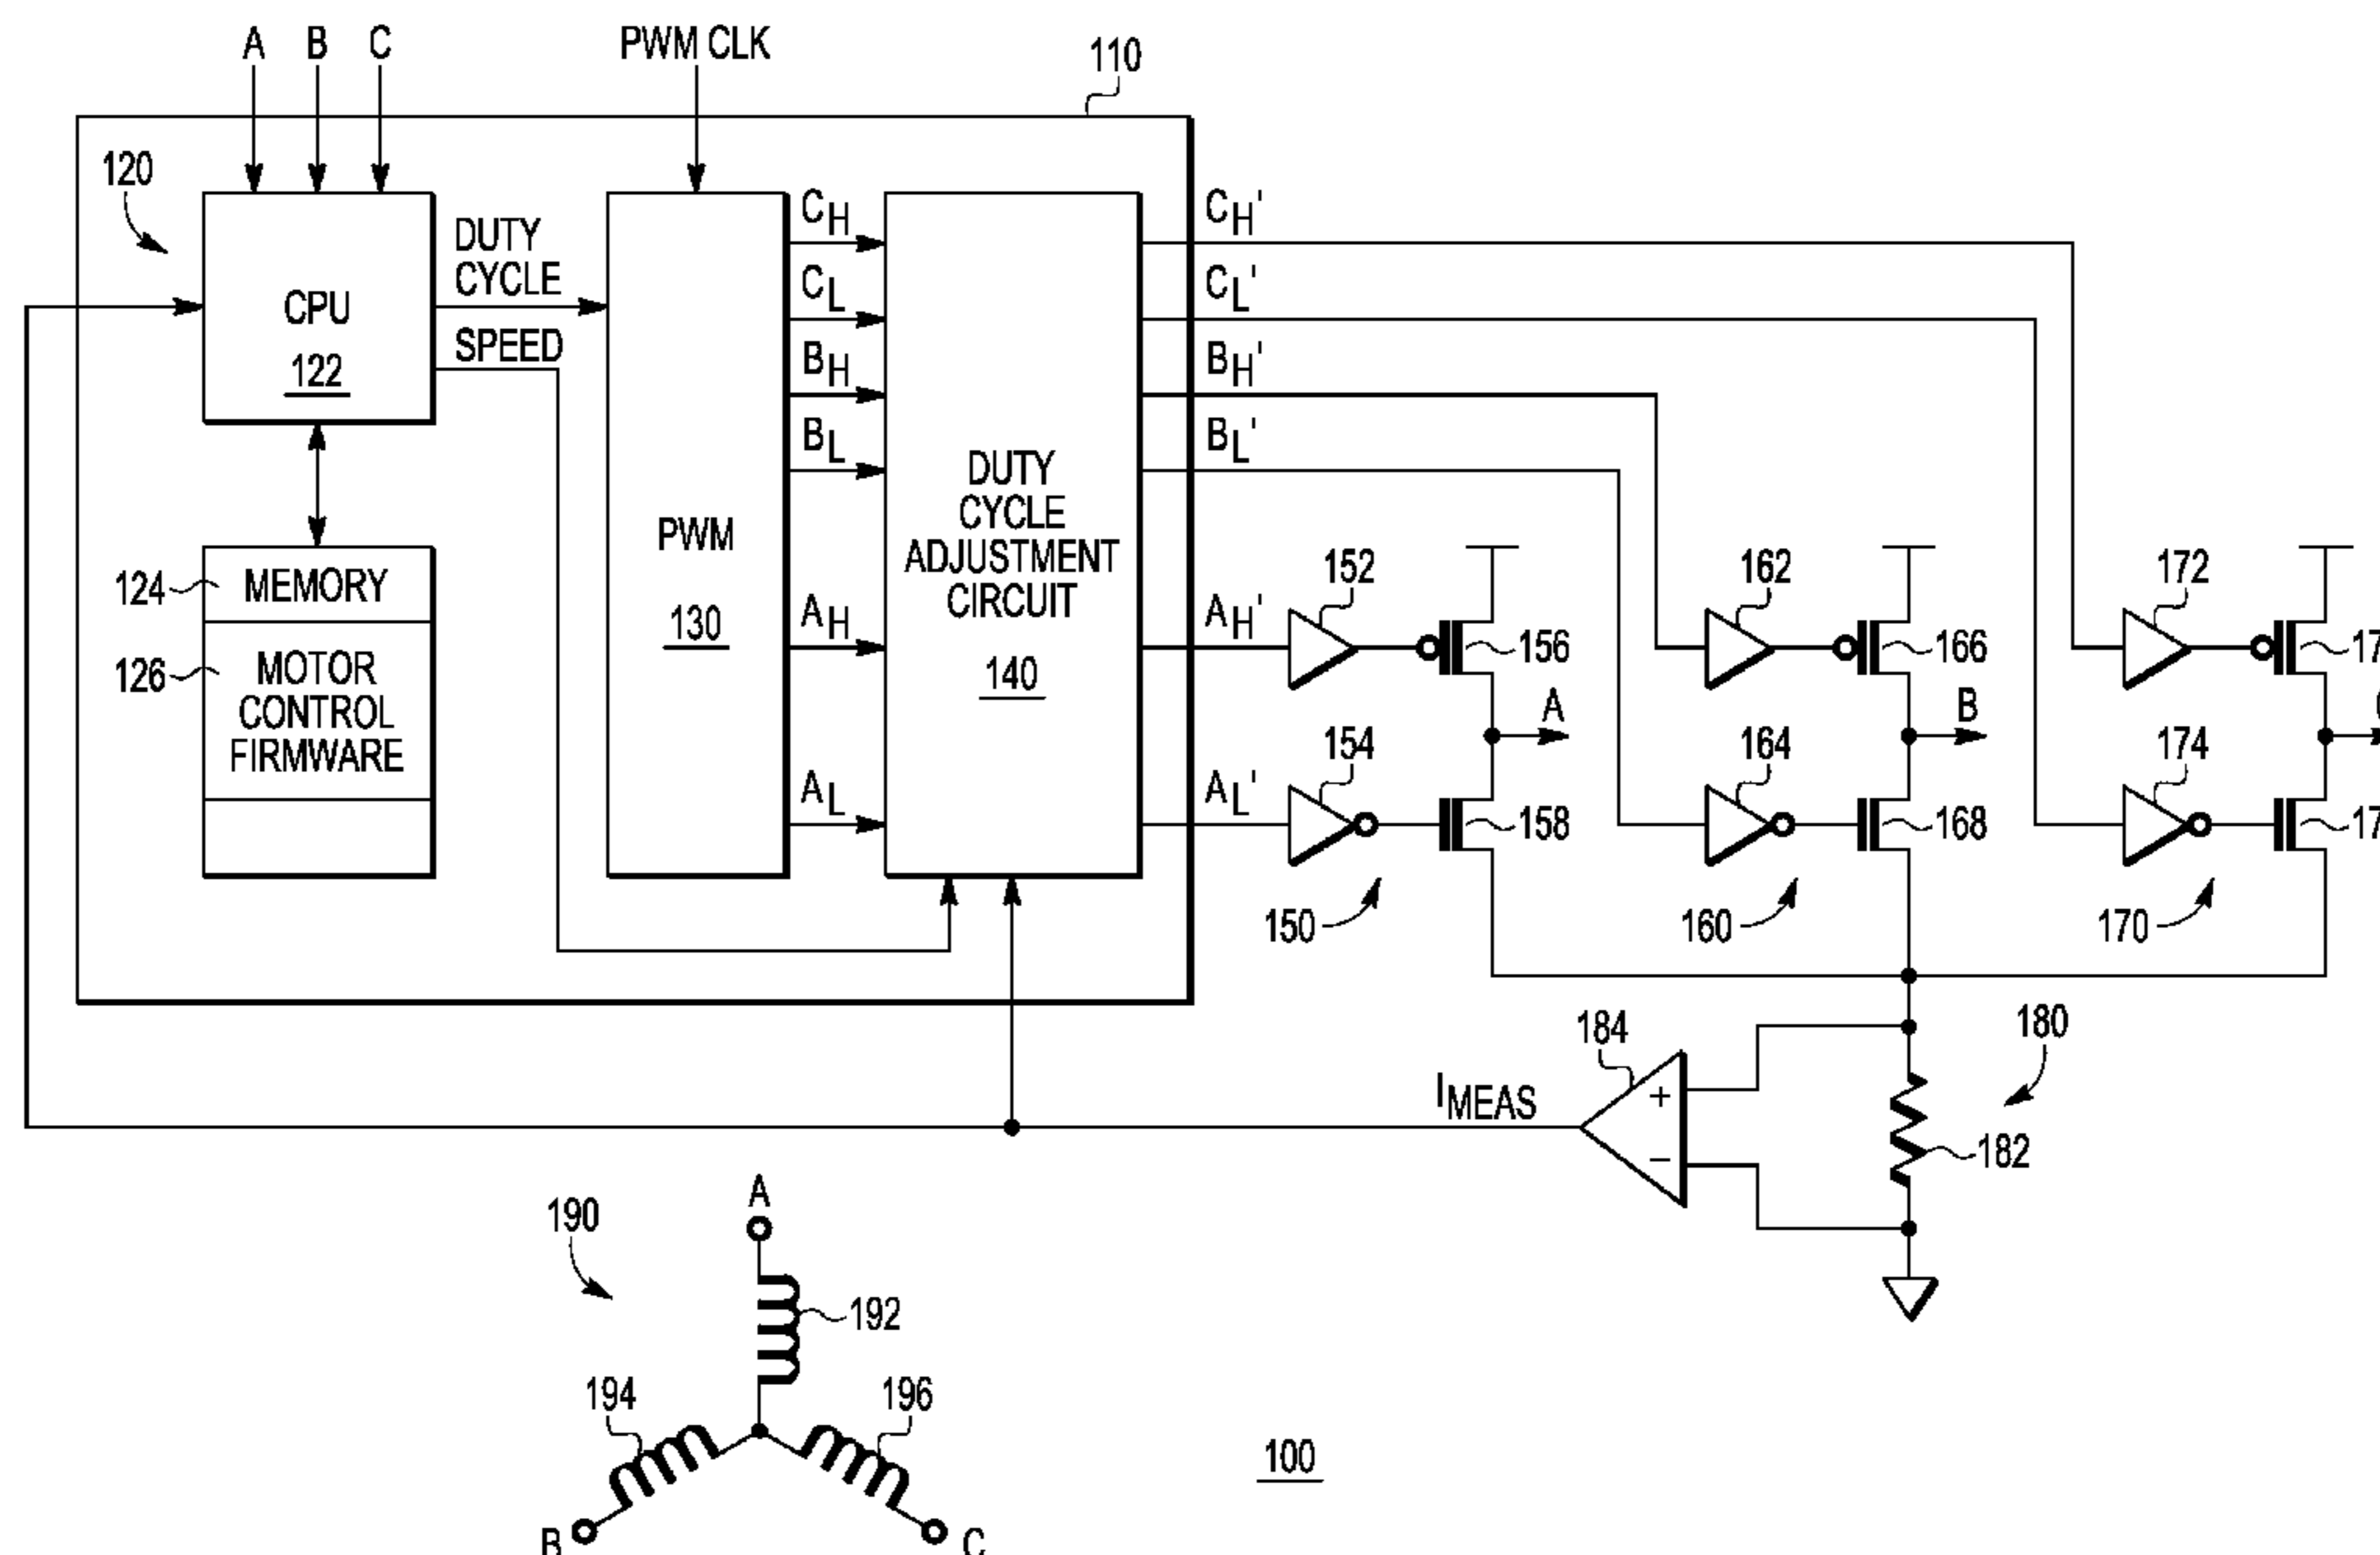 A B C
PWM CLK
110
120
CPU
122
DUTY
CYCLE
SPEED
124
MEMORY
126
MOTOR
CONTROL
FIRMWARE
PWM
130
CH
CL
BH
BL
AH
AL
DUTY
CYCLE
ADJUSTMENT
CIRCUIT
140
CH'
CL'
BH'
BL'
AH'
AL'
152
156
A
154
158
150
162
166
B
164
168
160
172
174
170
184
+
−
IMEAS
180
182
190
A
192
194
196
B
C
100